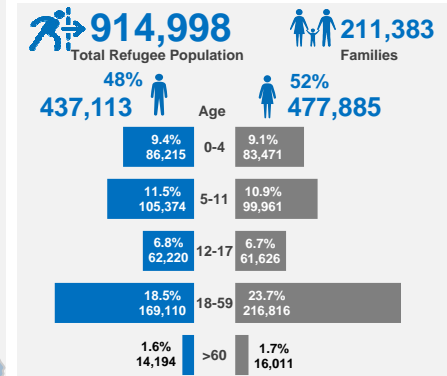 914,998 211,383
Total Refugee Population Families
48% 52%
437,113 Age 477,885
9.4% 9.1%
86,215 0-4 83,471
11.5% 10.9%
105,374 5-11 99,961
6.8% 6.7%
62,220 12-17 61,626
18.5% 23.7%
169,110 18-59 216,816
1.6% 1.7%
14,194 >60 16,011